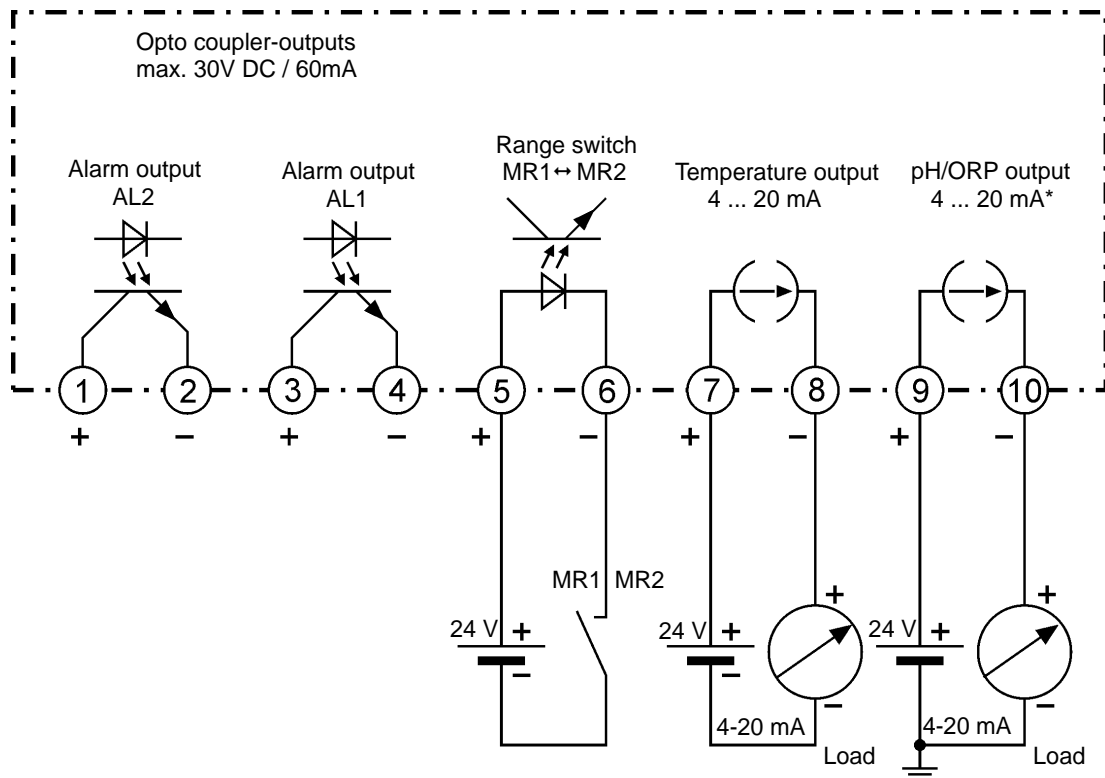 Opto coupler-outputs
max. 30V DC / 60mA
Alarm output
AL2
Alarm output
AL1
Range switch
MR1↔MR2
Temperature output
4 ... 20 mA
pH/ORP output
4 ... 20 mA*
1 2 3 4 5 6 7 8 9 10
+ − + − + − + − + −
MR1 MR2
24 V + −
24 V + −
+ −
4-20 mA
Load
24 V
+ −
4-20 mA
Load